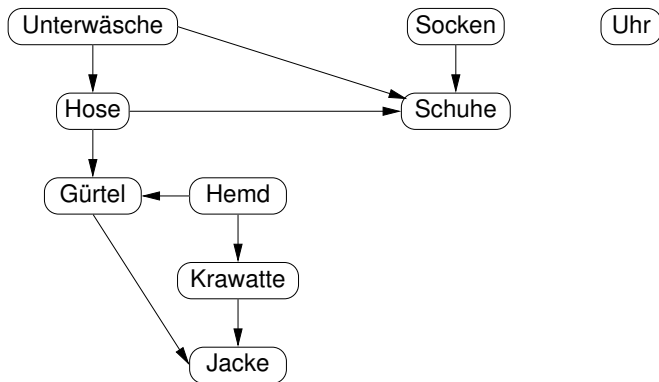 Unterwäsche
Socken
Uhr
Hose
Schuhe
Gürtel
Hemd
Krawatte
Jacke